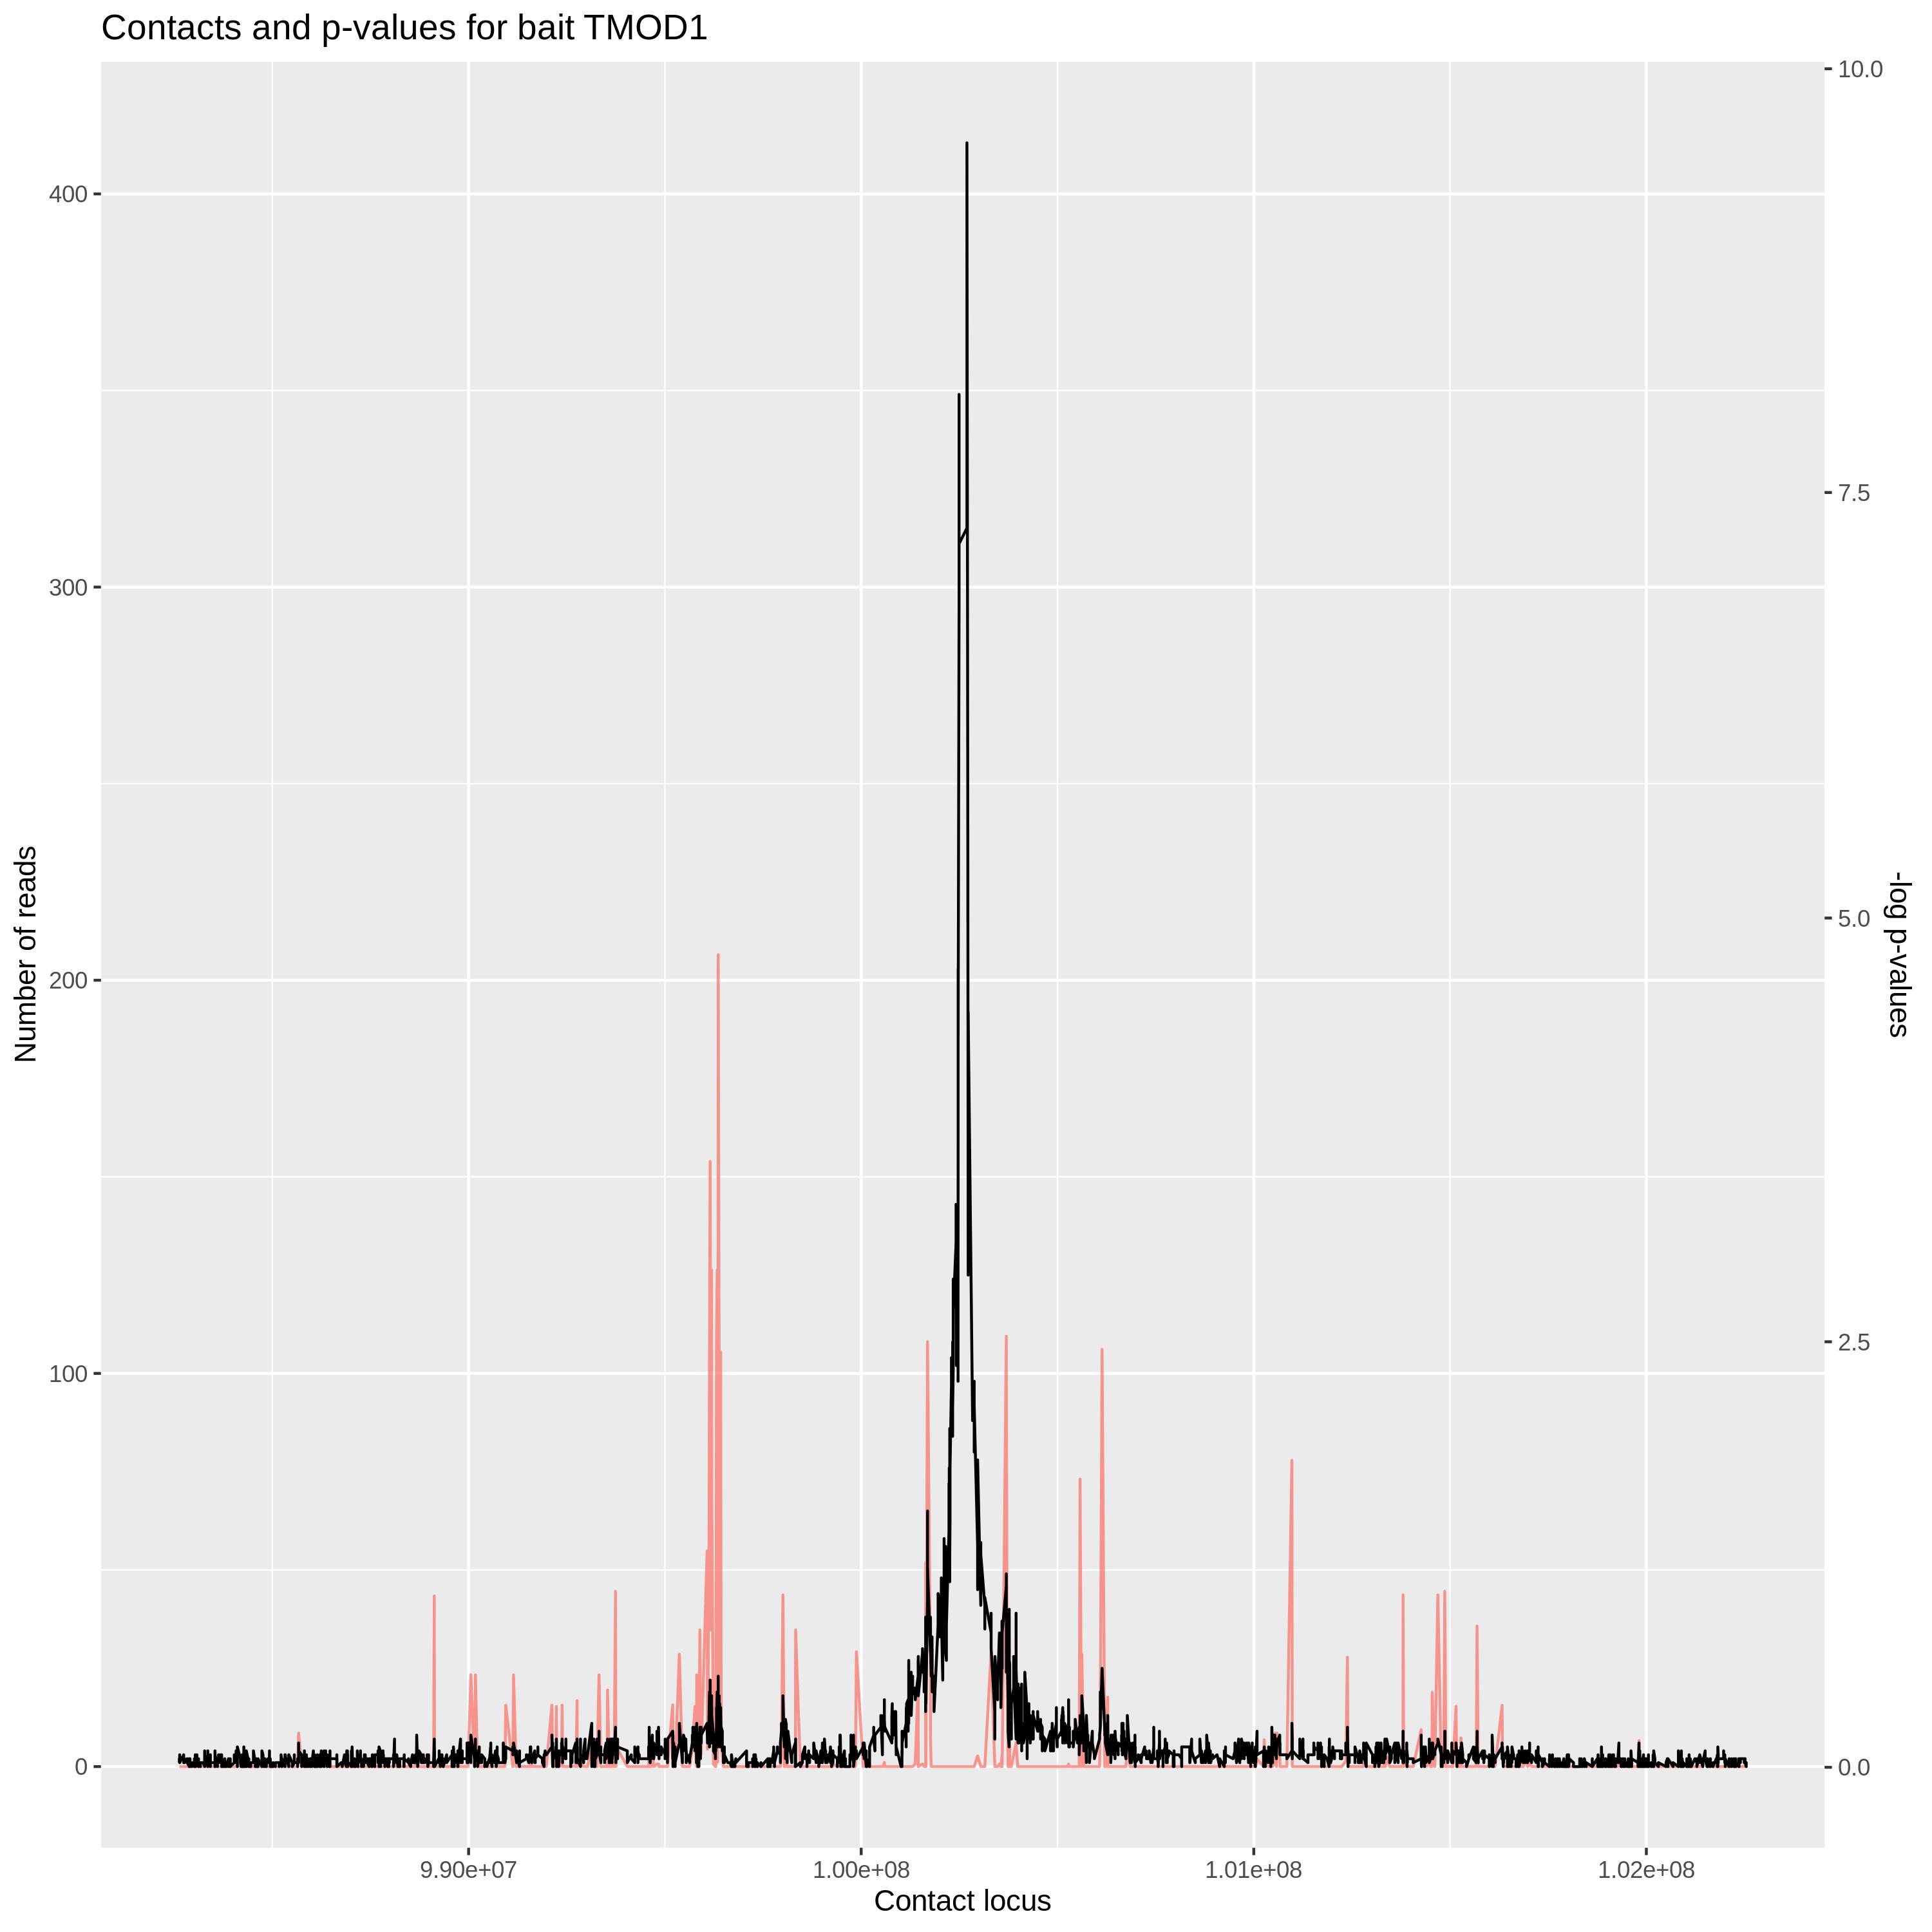 Contacts and p-values for bait TMOD1
10.0
400
7.5
300
5.0
200
Number of reads
-log p-values
2.5
100
0
0.0
9.90e+07
1.00e+08
1.01e+08
1.02e+08
Contact locus